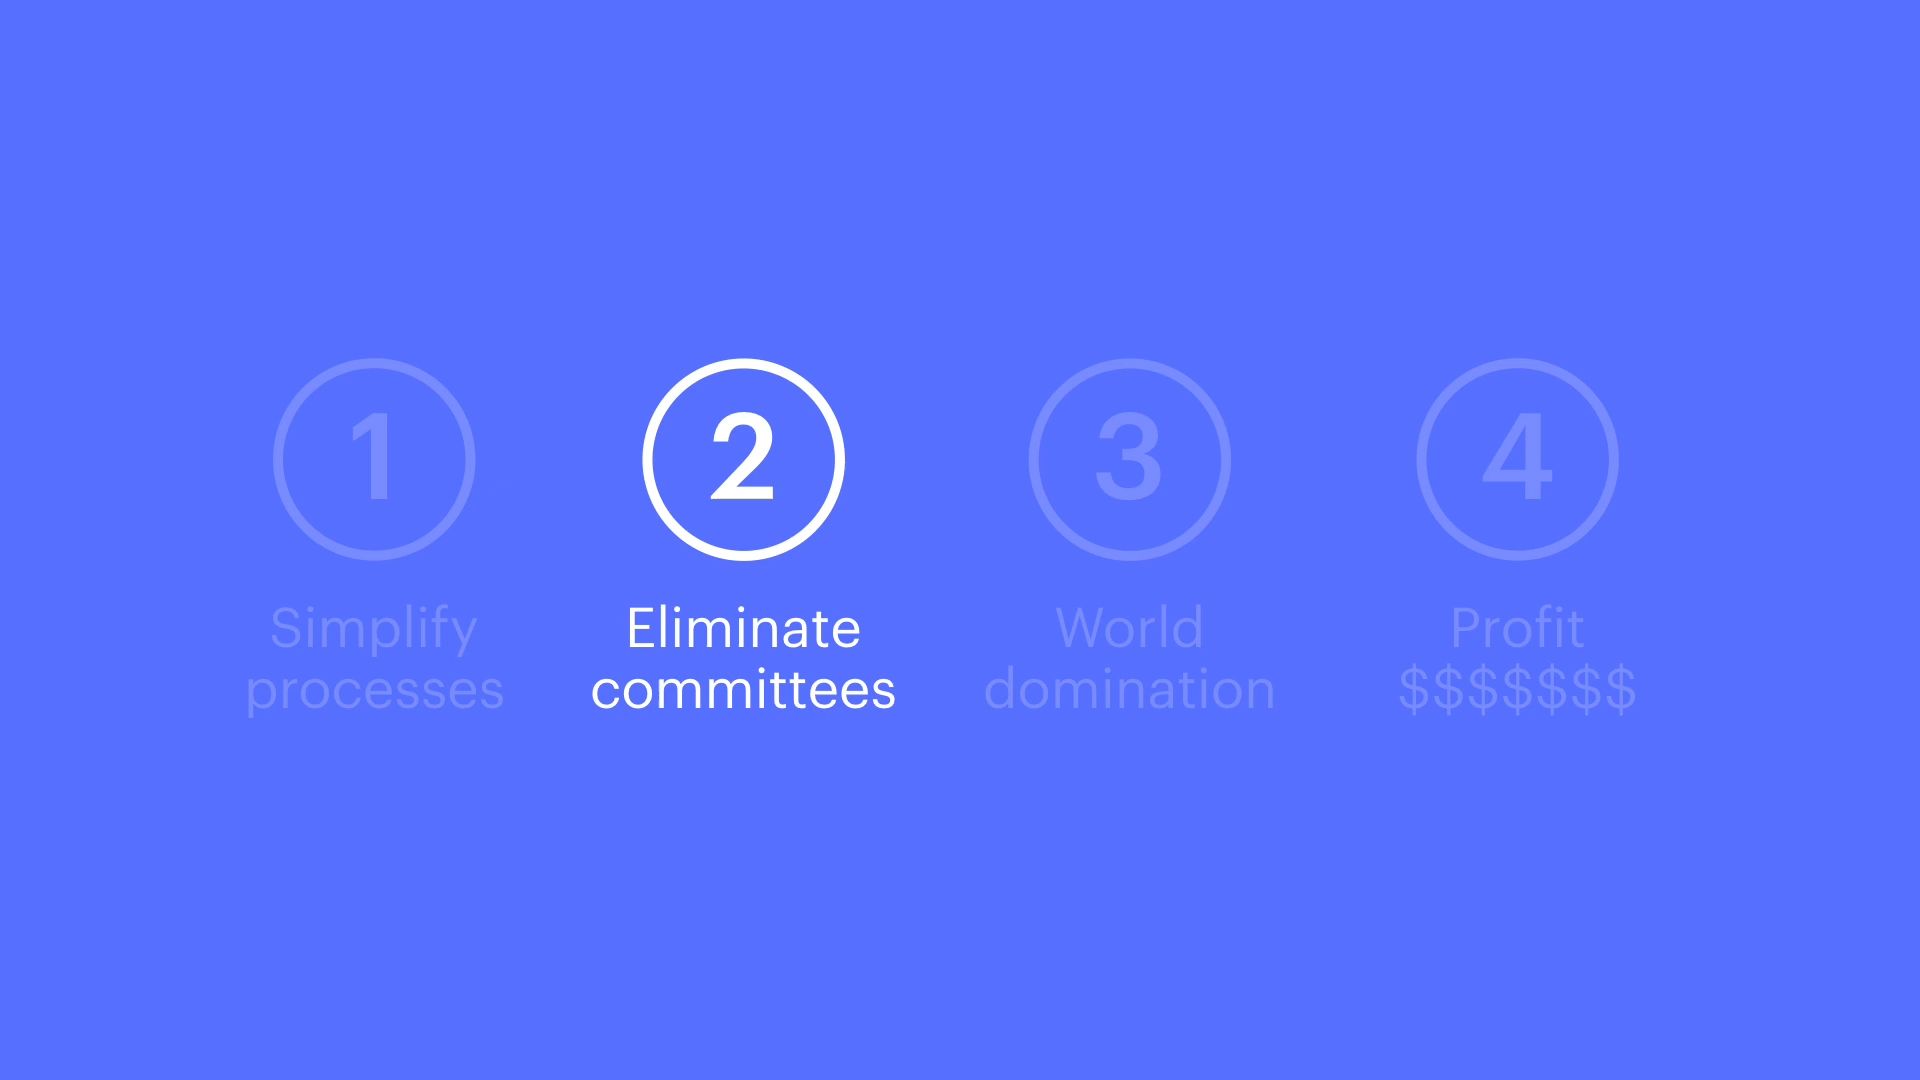 1
Simplify
processes
2
Eliminate
committees
3
World
domination
4
Profit
$$$$$$$